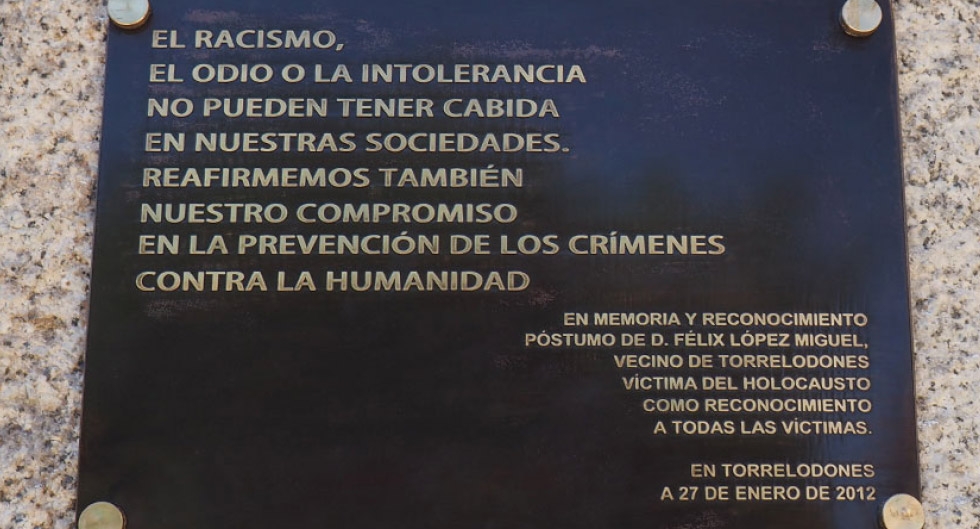 EL RACISMO,
EL ODIO O LA INTOLERANCIA
NO PUEDEN TENER CABIDA
EN NUESTRAS SOCIEDADES.
REAFIRMEMOS TAMBIÉN
NUESTRO COMPROMISO
EN LA PREVENCIÓN DE LOS CRÍMENES
CONTRA LA HUMANIDAD
EN MEMORIA Y RECONOCIMIENTO
PÓSTUMO DE D. FÉLIX LÓPEZ MIGUEL,
VECINO DE TORRELODONES
VÍCTIMA DEL HOLOCAUSTO
COMO RECONOCIMIENTO
A TODAS LAS VÍCTIMAS.
EN TORRELODONES
A 27 DE ENERO DE 2012